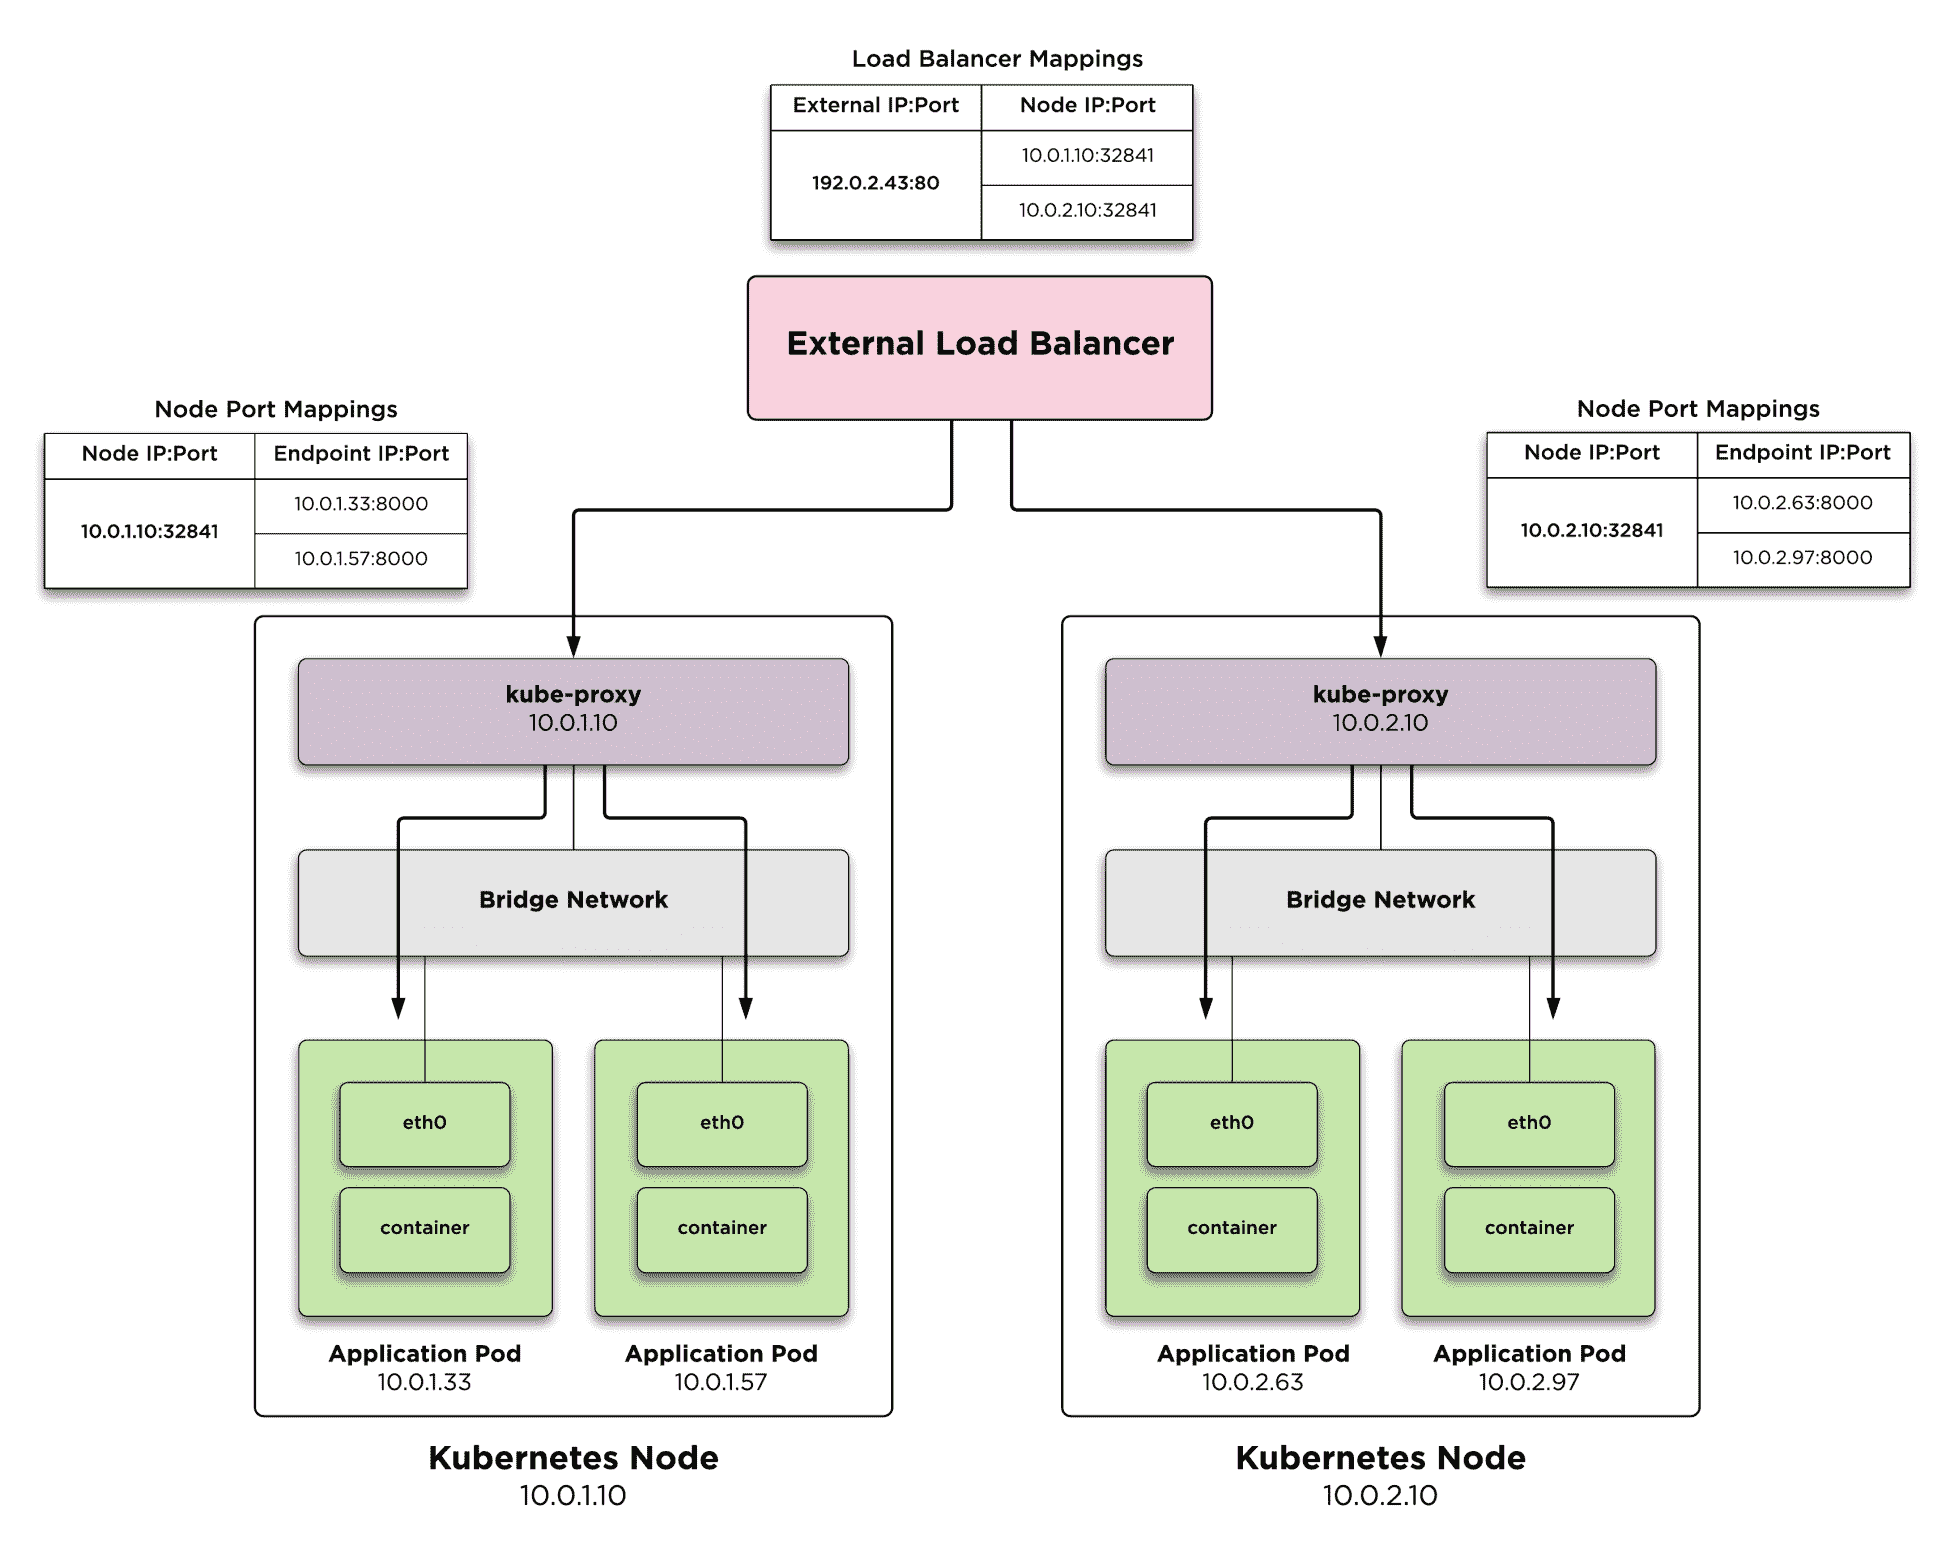 Load Balancer Mappings
External IP:Port
Node IP:Port
192.0.2.43:80
10.0.1.10:32841
10.0.2.10:32841
External Load Balancer
Node Port Mappings
Node IP:Port
Endpoint IP:Port
10.0.1.10:32841
10.0.1.33:8000
10.0.1.57:8000
Node Port Mappings
Node IP:Port
Endpoint IP:Port
10.0.2.10:32841
10.0.2.63:8000
10.0.2.97:8000
kube-proxy
10.0.1.10
Bridge Network
eth0
container
Application Pod
10.0.1.33
eth0
container
Application Pod
10.0.1.57
Kubernetes Node
10.0.1.10
kube-proxy
10.0.2.10
Bridge Network
eth0
container
Application Pod
10.0.2.63
eth0
container
Application Pod
10.0.2.97
Kubernetes Node
10.0.2.10